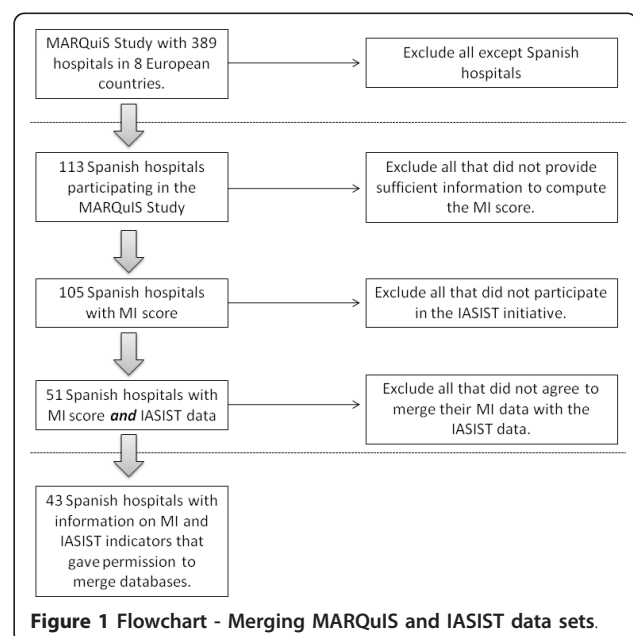 MARQuiS Study with 389
hospitals in 8 European
countries.
Exclude all except Spanish
hospitals
113 Spanish hospitals
participating in the
MARQuIS Study
Exclude all that did not provide
sufficient information to compute
the MI score.
105 Spanish hospitals
with MI score
Exclude all that did not participate
in the IASIST initiative.
51 Spanish hospitals with
MI score and IASIST data
Exclude all that did not agree to
merge their MI data with the
IASIST data.
43 Spanish hospitals with
information on MI and
IASIST indicators that
gave permission to
merge databases.
Figure 1 Flowchart - Merging MARQuIS and IASIST data sets.